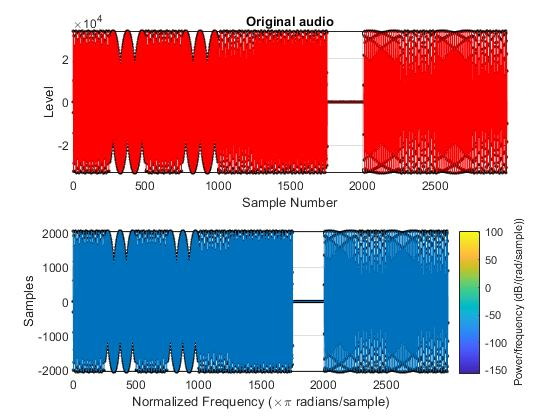 Original audio
×10⁴
2
0
-2
Level
0 500 1000 1500 2000 2500
Sample Number
2000
1000
0
-1000
-2000
Samples
0 500 1000 1500 2000 2500
Normalized Frequency (×π radians/sample)
100
50
0
-50
-100
-150
Power/frequency (dB/(rad/sample))